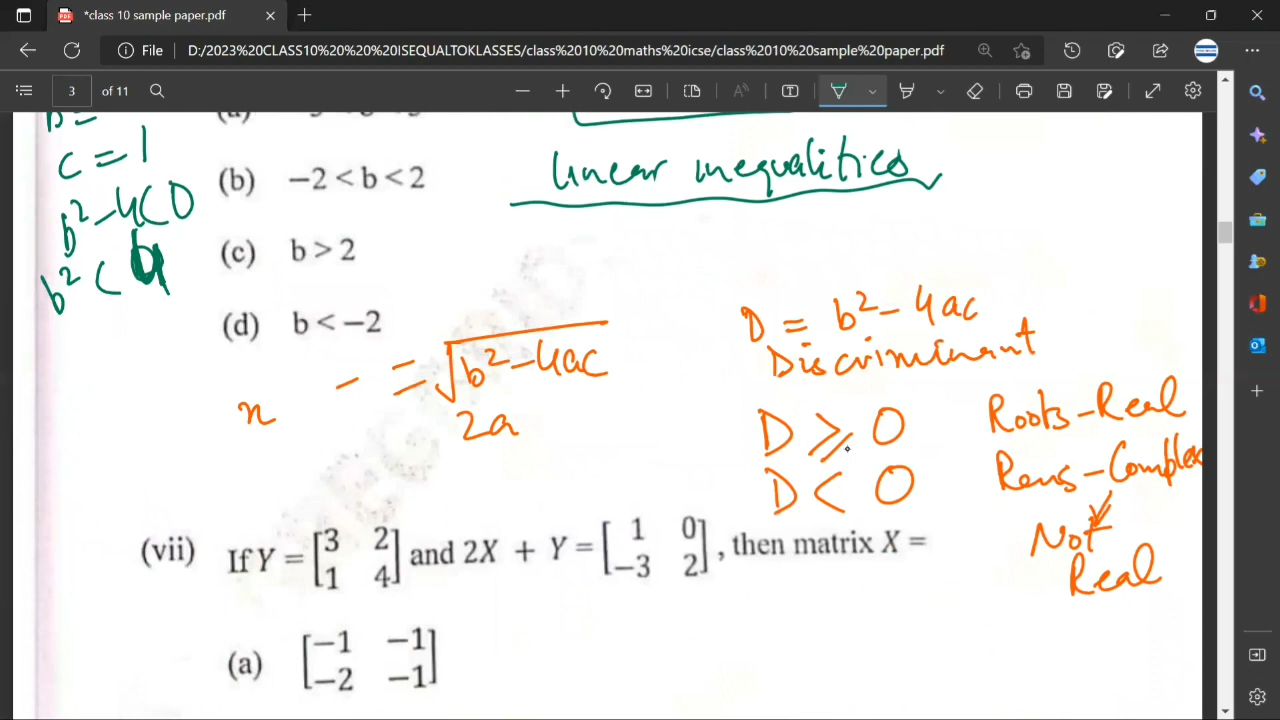 *class 10 sample paper.pdf
File D:/2023%20CLASS10%20%20%20ISEQUALTOKLASSES/class%2010%20maths%20icse/class%2010%20sample%20paper.pdf
3 of 11
c = 1
b² - 4 < 0
b² <
(b) −2 < b < 2
linear inequalities
(c) b > 2
(d) b < −2
D = b² - 4ac
Discriminant
x - = √b² - 4ac
2a
D ⩾ 0 Roots - Real
D < 0 - Complex
Not
Real
(vii) If Y = [3 2
1 4] and 2X + Y = [1 0
−3 2], then matrix X =
(a) [−1 −1
−2 −1]